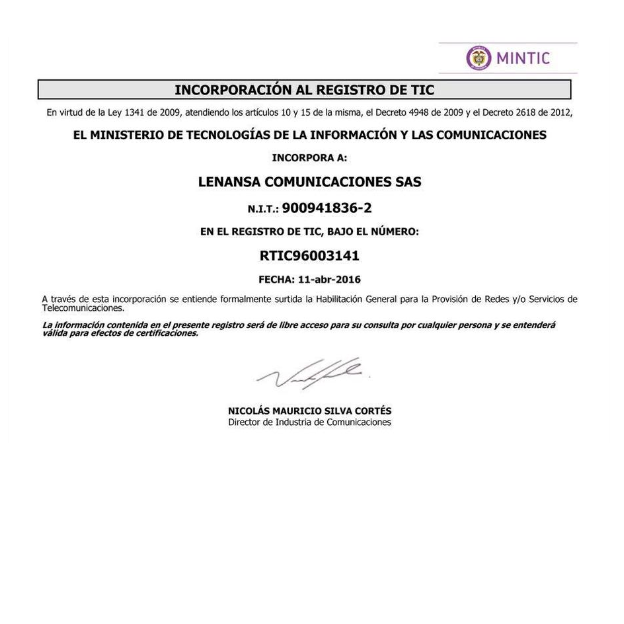 MINTIC
INCORPORACIÓN AL REGISTRO DE TIC
En virtud de la Ley 1341 de 2009, atendiendo los artículos 10 y 15 de la misma, el Decreto 4948 de 2009 y el Decreto 2618 de 2012,
EL MINISTERIO DE TECNOLOGÍAS DE LA INFORMACIÓN Y LAS COMUNICACIONES
INCORPORA A:
LENANSA COMUNICACIONES SAS
N.I.T.: 900941836-2
EN EL REGISTRO DE TIC, BAJO EL NÚMERO:
RTIC96003141
FECHA: 11-abr-2016
A través de esta incorporación se entiende formalmente surtida la Habilitación General para la Provisión de Redes y/o Servicios de
Telecomunicaciones.
La información contenida en el presente registro será de libre acceso para su consulta por cualquier persona y se entenderá
válida para efectos de certificaciones.
NICOLÁS MAURICIO SILVA CORTÉS
Director de Industria de Comunicaciones